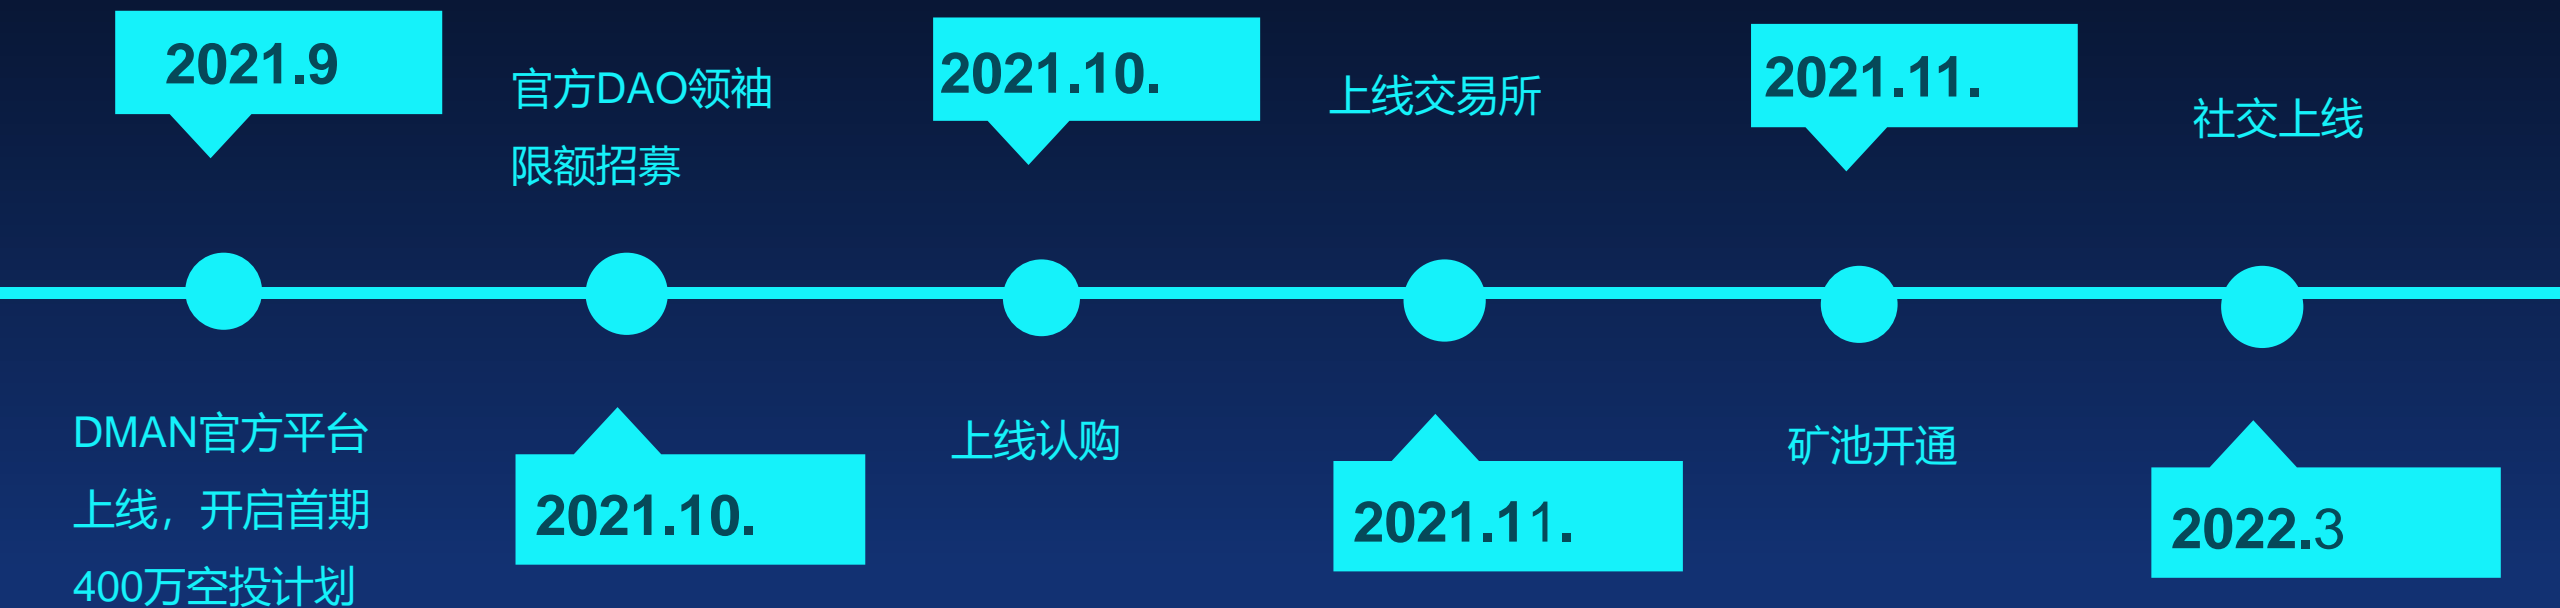 2021.9
DMAN官方平台
上线，开启首期
400万空投计划
官方DAO领袖
限额招募
2021.10.
2021.10.
上线认购
上线交易所
2021.11.
2021.11.
矿池开通
社交上线
2022.3